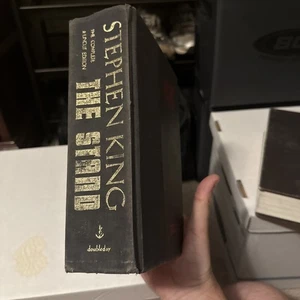 STEPHEN KING
THE COMPLETE
& UNCUT EDITION
THE STAND
doubleday